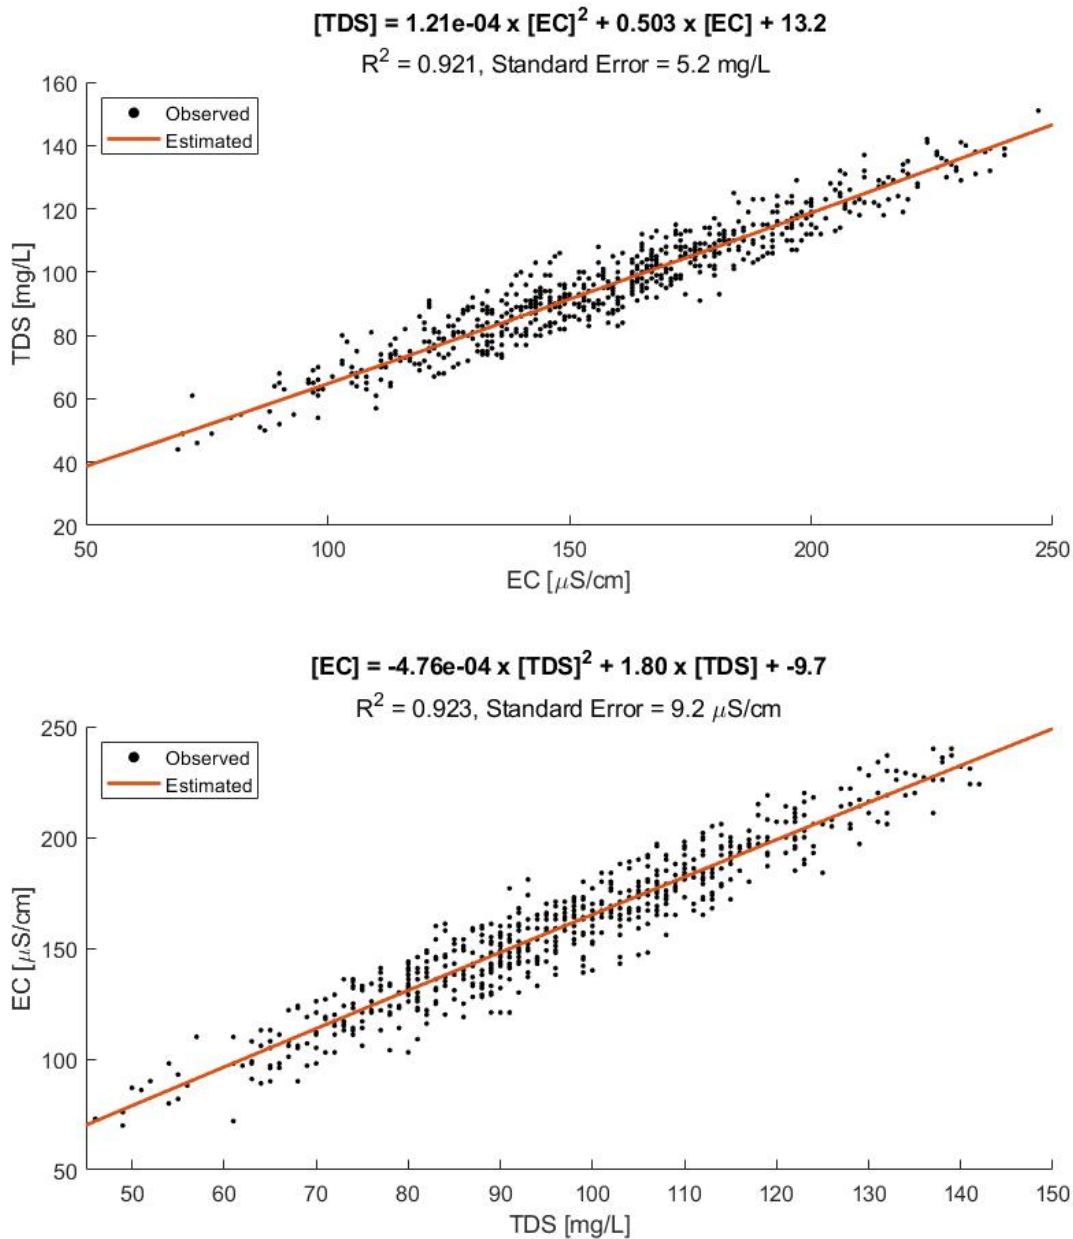 [TDS] = 1.21e-04 x [EC]² + 0.503 x [EC] + 13.2
R² = 0.921, Standard Error = 5.2 mg/L
160
140
120
100
80
60
40
20
TDS [mg/L]
Observed
Estimated
50 100 150 200 250
EC [μS/cm]
[EC] = -4.76e-04 x [TDS]² + 1.80 x [TDS] + -9.7
R² = 0.923, Standard Error = 9.2 μS/cm
250
200
150
100
50
EC [μS/cm]
Observed
Estimated
50 60 70 80 90 100 110 120 130 140 150
TDS [mg/L]